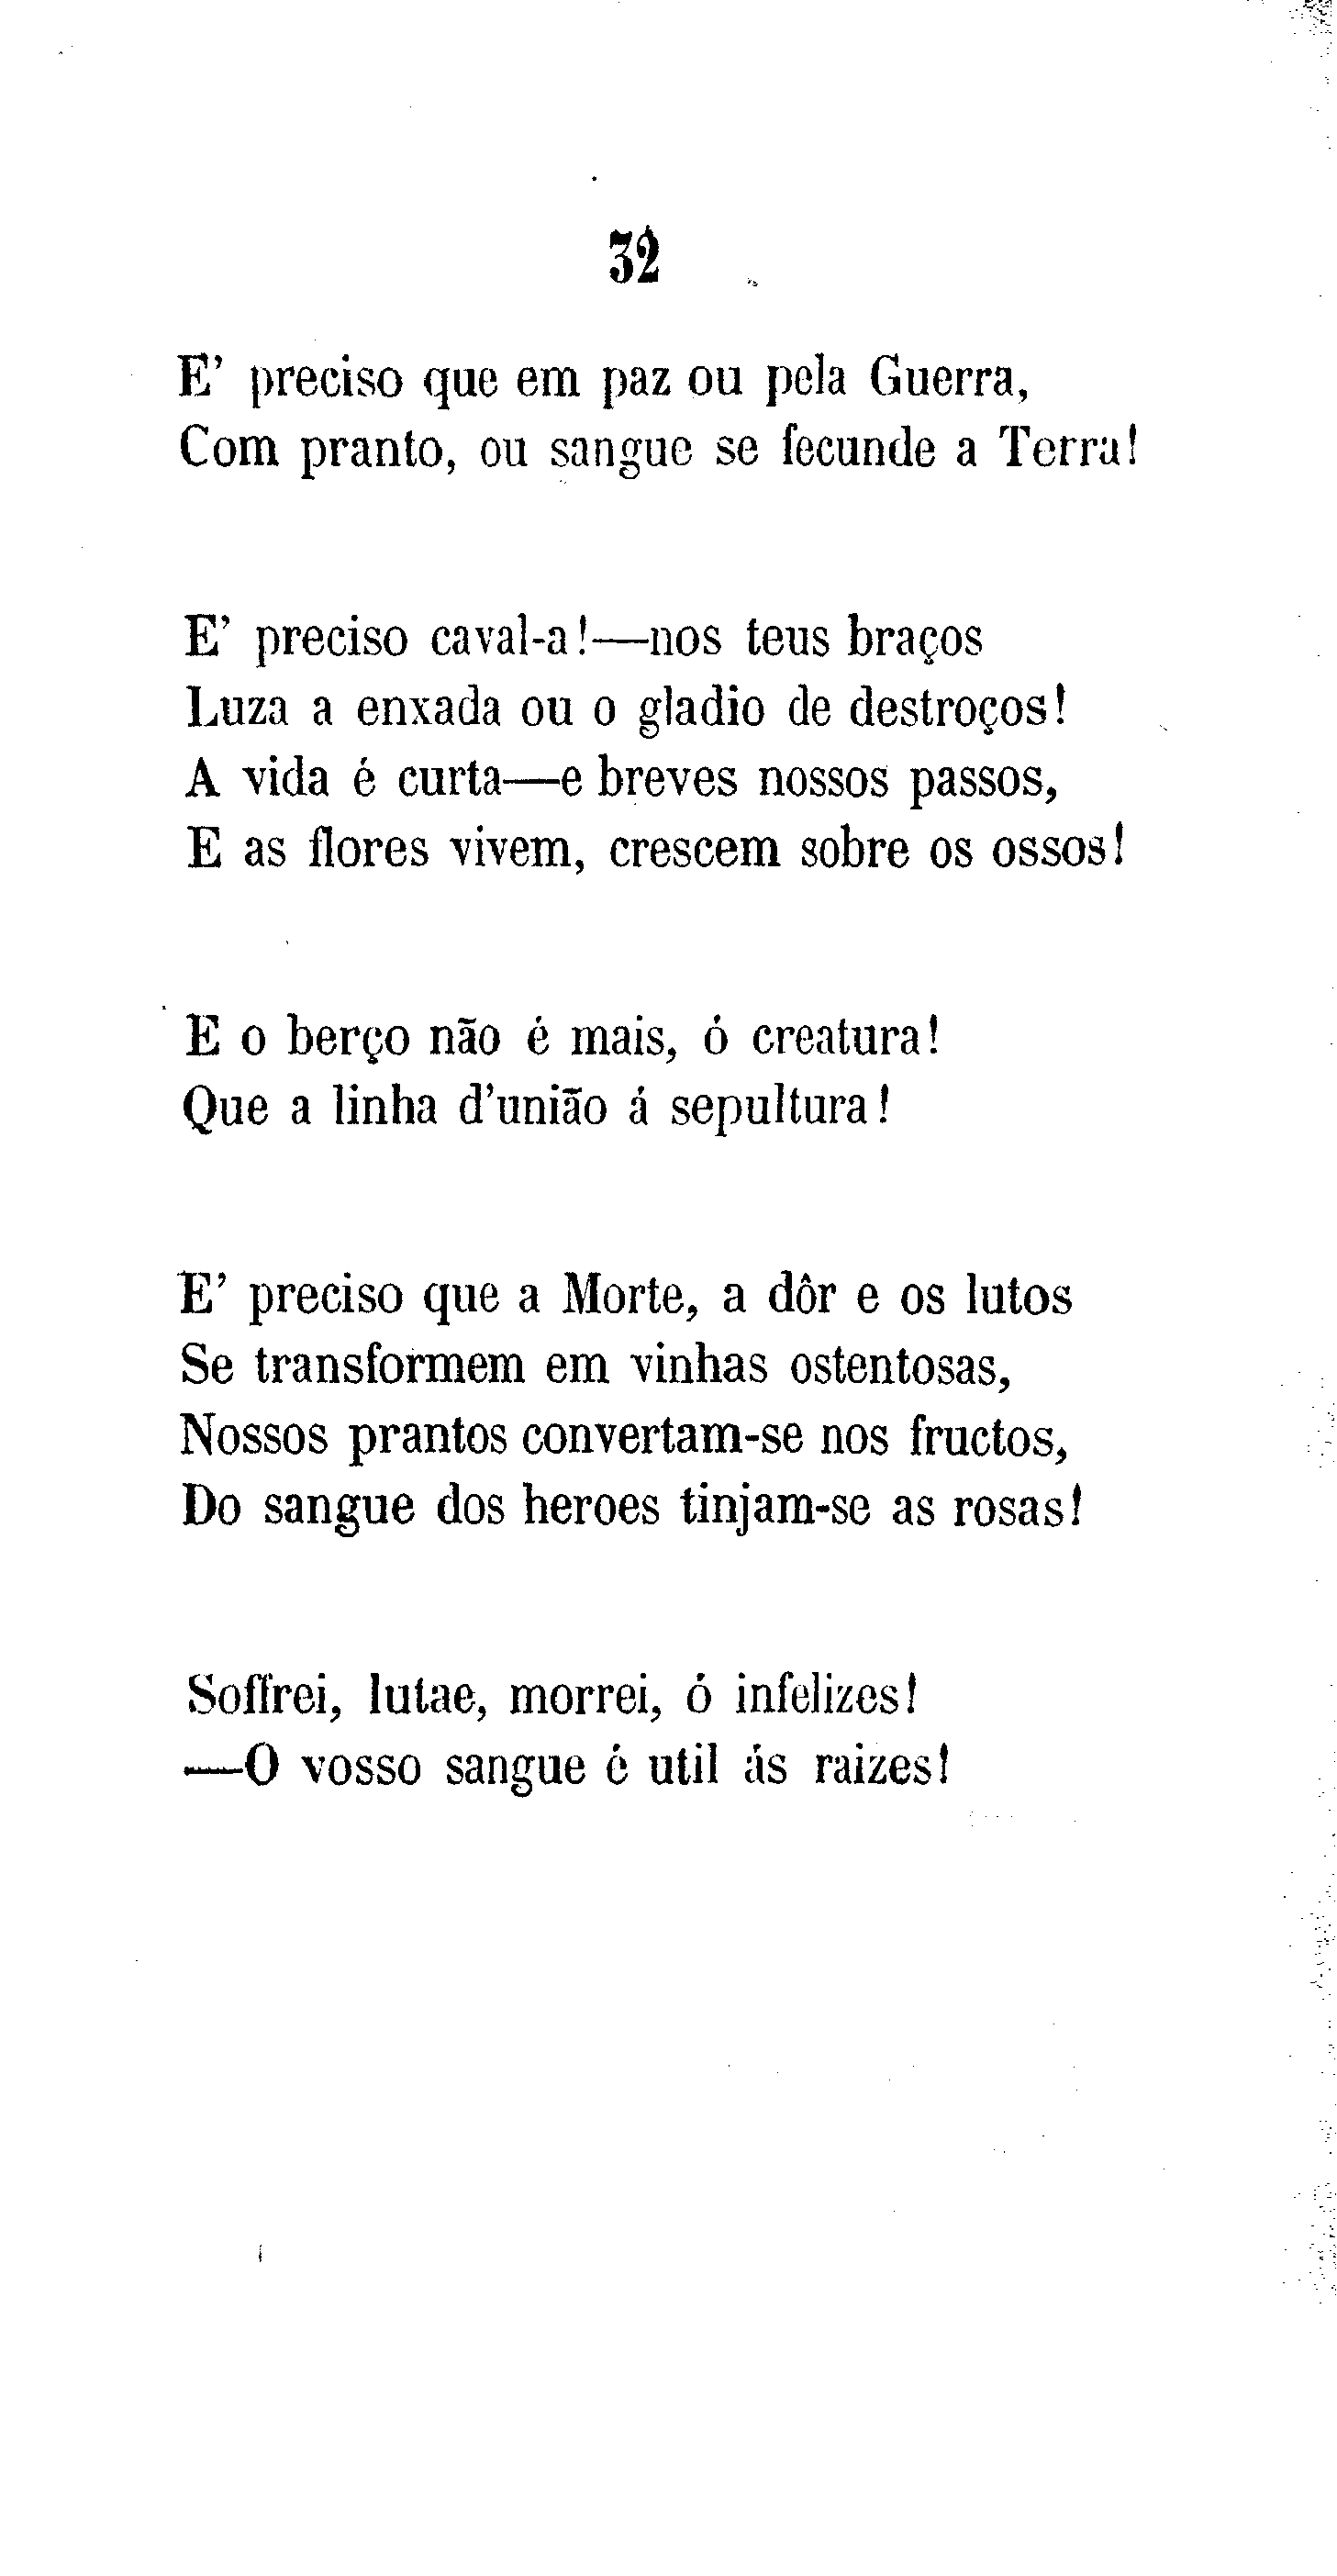 32
E' preciso que em paz ou pela Guerra,
Com pranto, ou sangue se fecunde a Terra!
E' preciso caval-a!—nos teus braços
Luza a enxada ou o gladio de destroços!
A vida é curta—e breves nossos passos,
E as flores vivem, crescem sobre os ossos!
E o berço não é mais, ó creatura!
Que a linha d'união á sepultura!
E' preciso que a Morte, a dôr e os lutos
Se transformem em vinhas ostentosas,
Nossos prantos convertam-se nos fructos,
Do sangue dos heroes tinjam-se as rosas!
Soffrei, lutae, morrei, ó infelizes!
—O vosso sangue é util ás raizes!